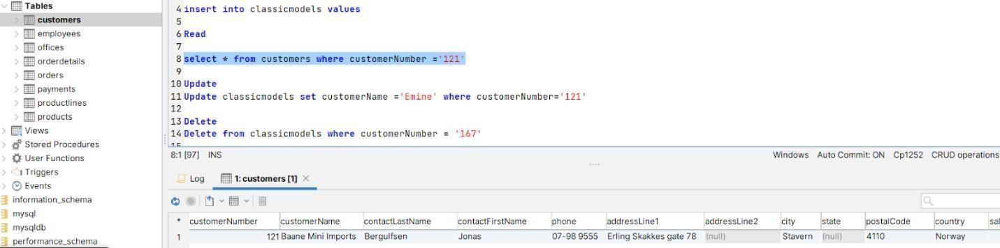 Tables
customers
employees
offices
orderdetails
orders
payments
productlines
products
Views
Stored Procedures
User Functions
Triggers
Events
information_schema
mysql
mysqldb
performance_schema
4 insert into classicmodels values
5
6 Read
7
8 select * from customers where customerNumber ='121'
9
10 Update
11 Update classicmodels set customerName ='Emine' where customerNumber='121'
12
13 Delete
14 Delete from classicmodels where customerNumber = '167'
15
8:1 [97] INS Windows Auto Commit: ON Cp1252 CRUD operations
Log 1: customers [1]
* customerNumber customerName contactLastName contactFirstName phone addressLine1 addressLine2 city state postalCode country sal
1 121 Baane Mini Imports Bergulfsen Jonas 07-98 9555 Erling Skakkes gate 78 (null) Stavern (null) 4110 Norway